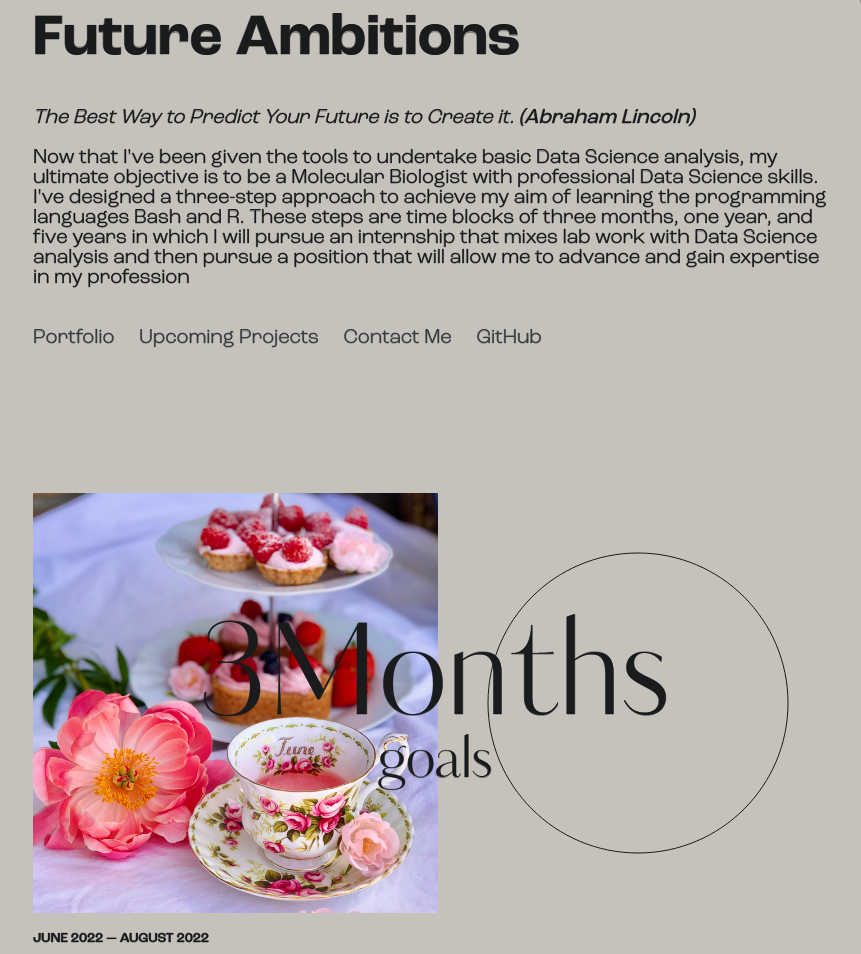 Future Ambitions
The Best Way to Predict Your Future is to Create it. (Abraham Lincoln)
Now that I've been given the tools to undertake basic Data Science analysis, my
ultimate objective is to be a Molecular Biologist with professional Data Science skills.
I've designed a three-step approach to achieve my aim of learning the programming
languages Bash and R. These steps are time blocks of three months, one year, and
five years in which I will pursue an internship that mixes lab work with Data Science
analysis and then pursue a position that will allow me to advance and gain expertise
in my profession
Portfolio Upcoming Projects Contact Me GitHub
3 Months
goals
June
JUNE 2022 — AUGUST 2022